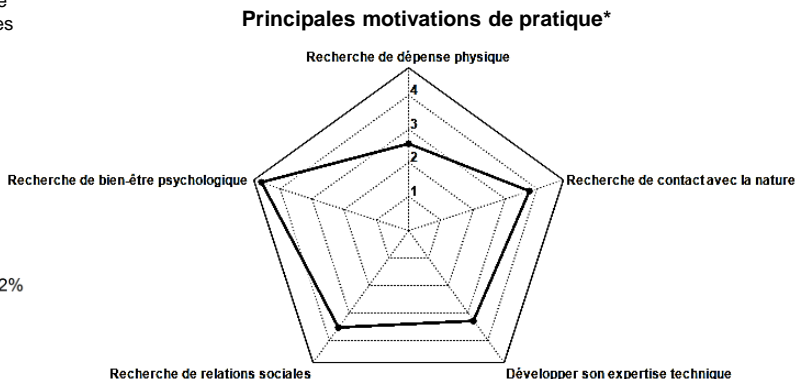 es
Principales motivations de pratique*
Recherche de dépense physique
4
3
2
1
Recherche de bien-être psychologique
Recherche de contact avec la nature
2%
Recherche de relations sociales
Développer son expertise technique